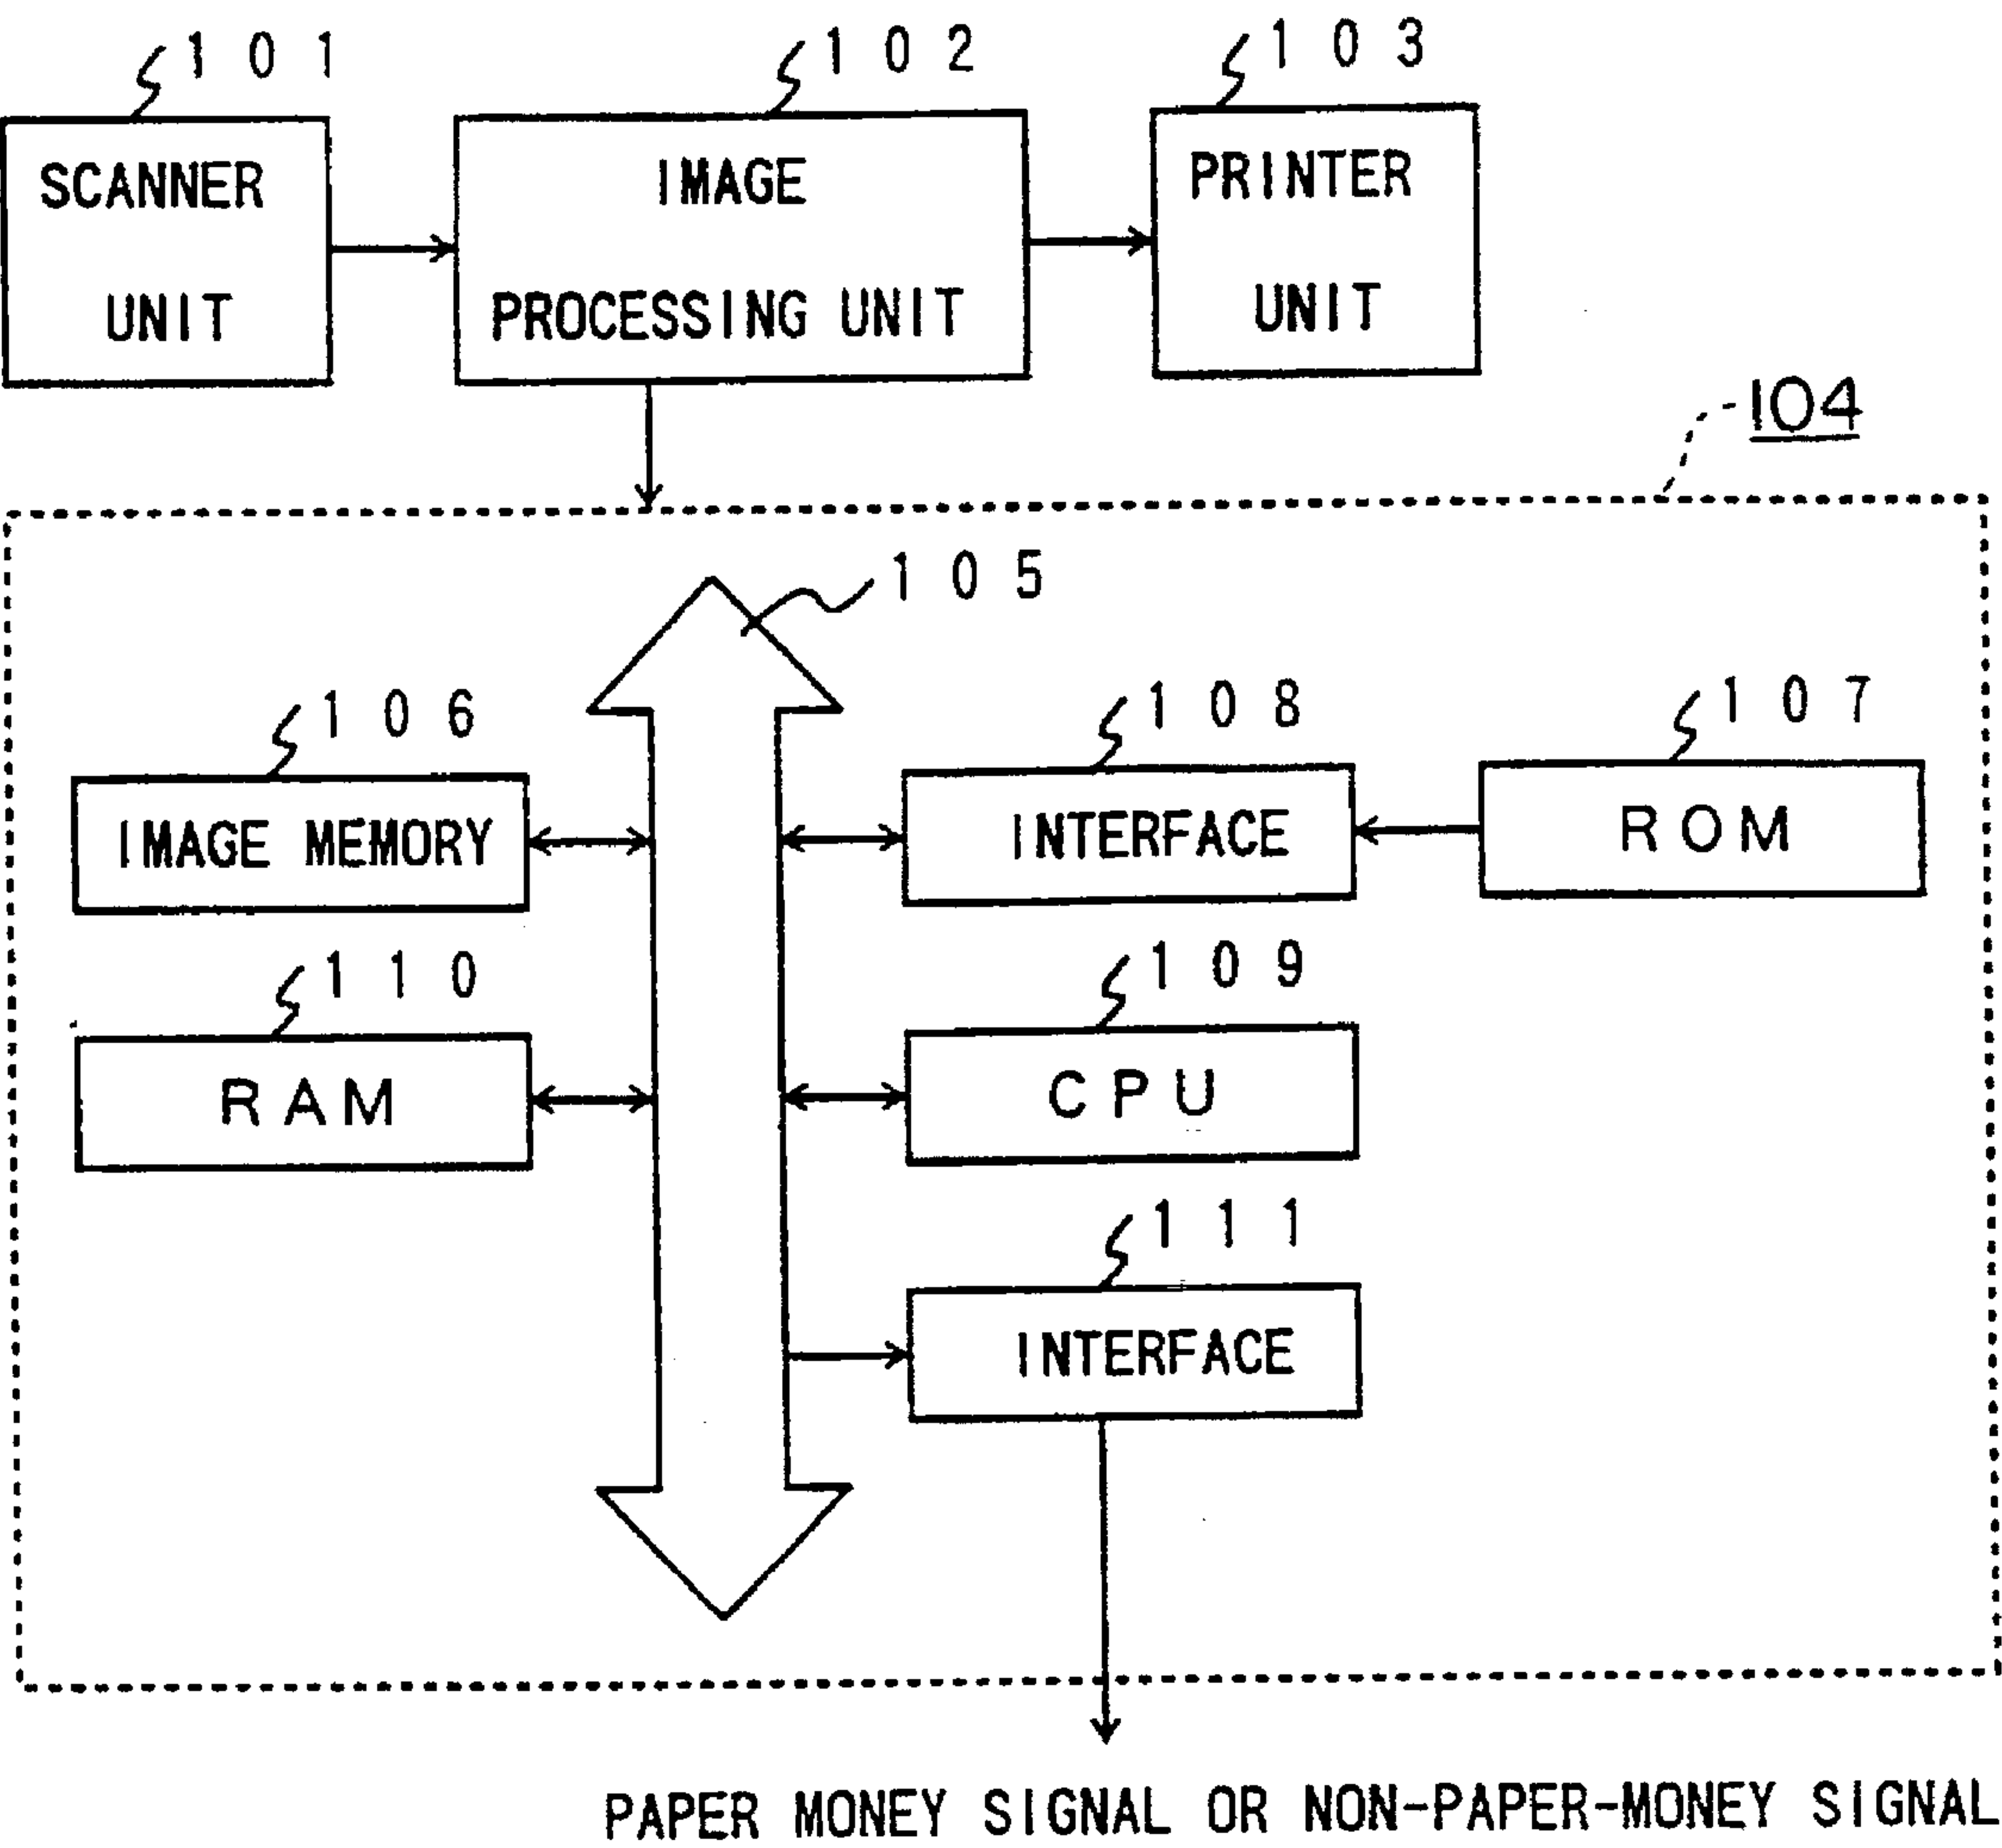 101
102
103
SCANNER
UNIT
IMAGE
PROCESSING UNIT
PRINTER
UNIT
104
105
106
108
107
IMAGE MEMORY
INTERFACE
ROM
110
109
RAM
CPU
111
INTERFACE
PAPER MONEY SIGNAL OR NON-PAPER-MONEY SIGNAL